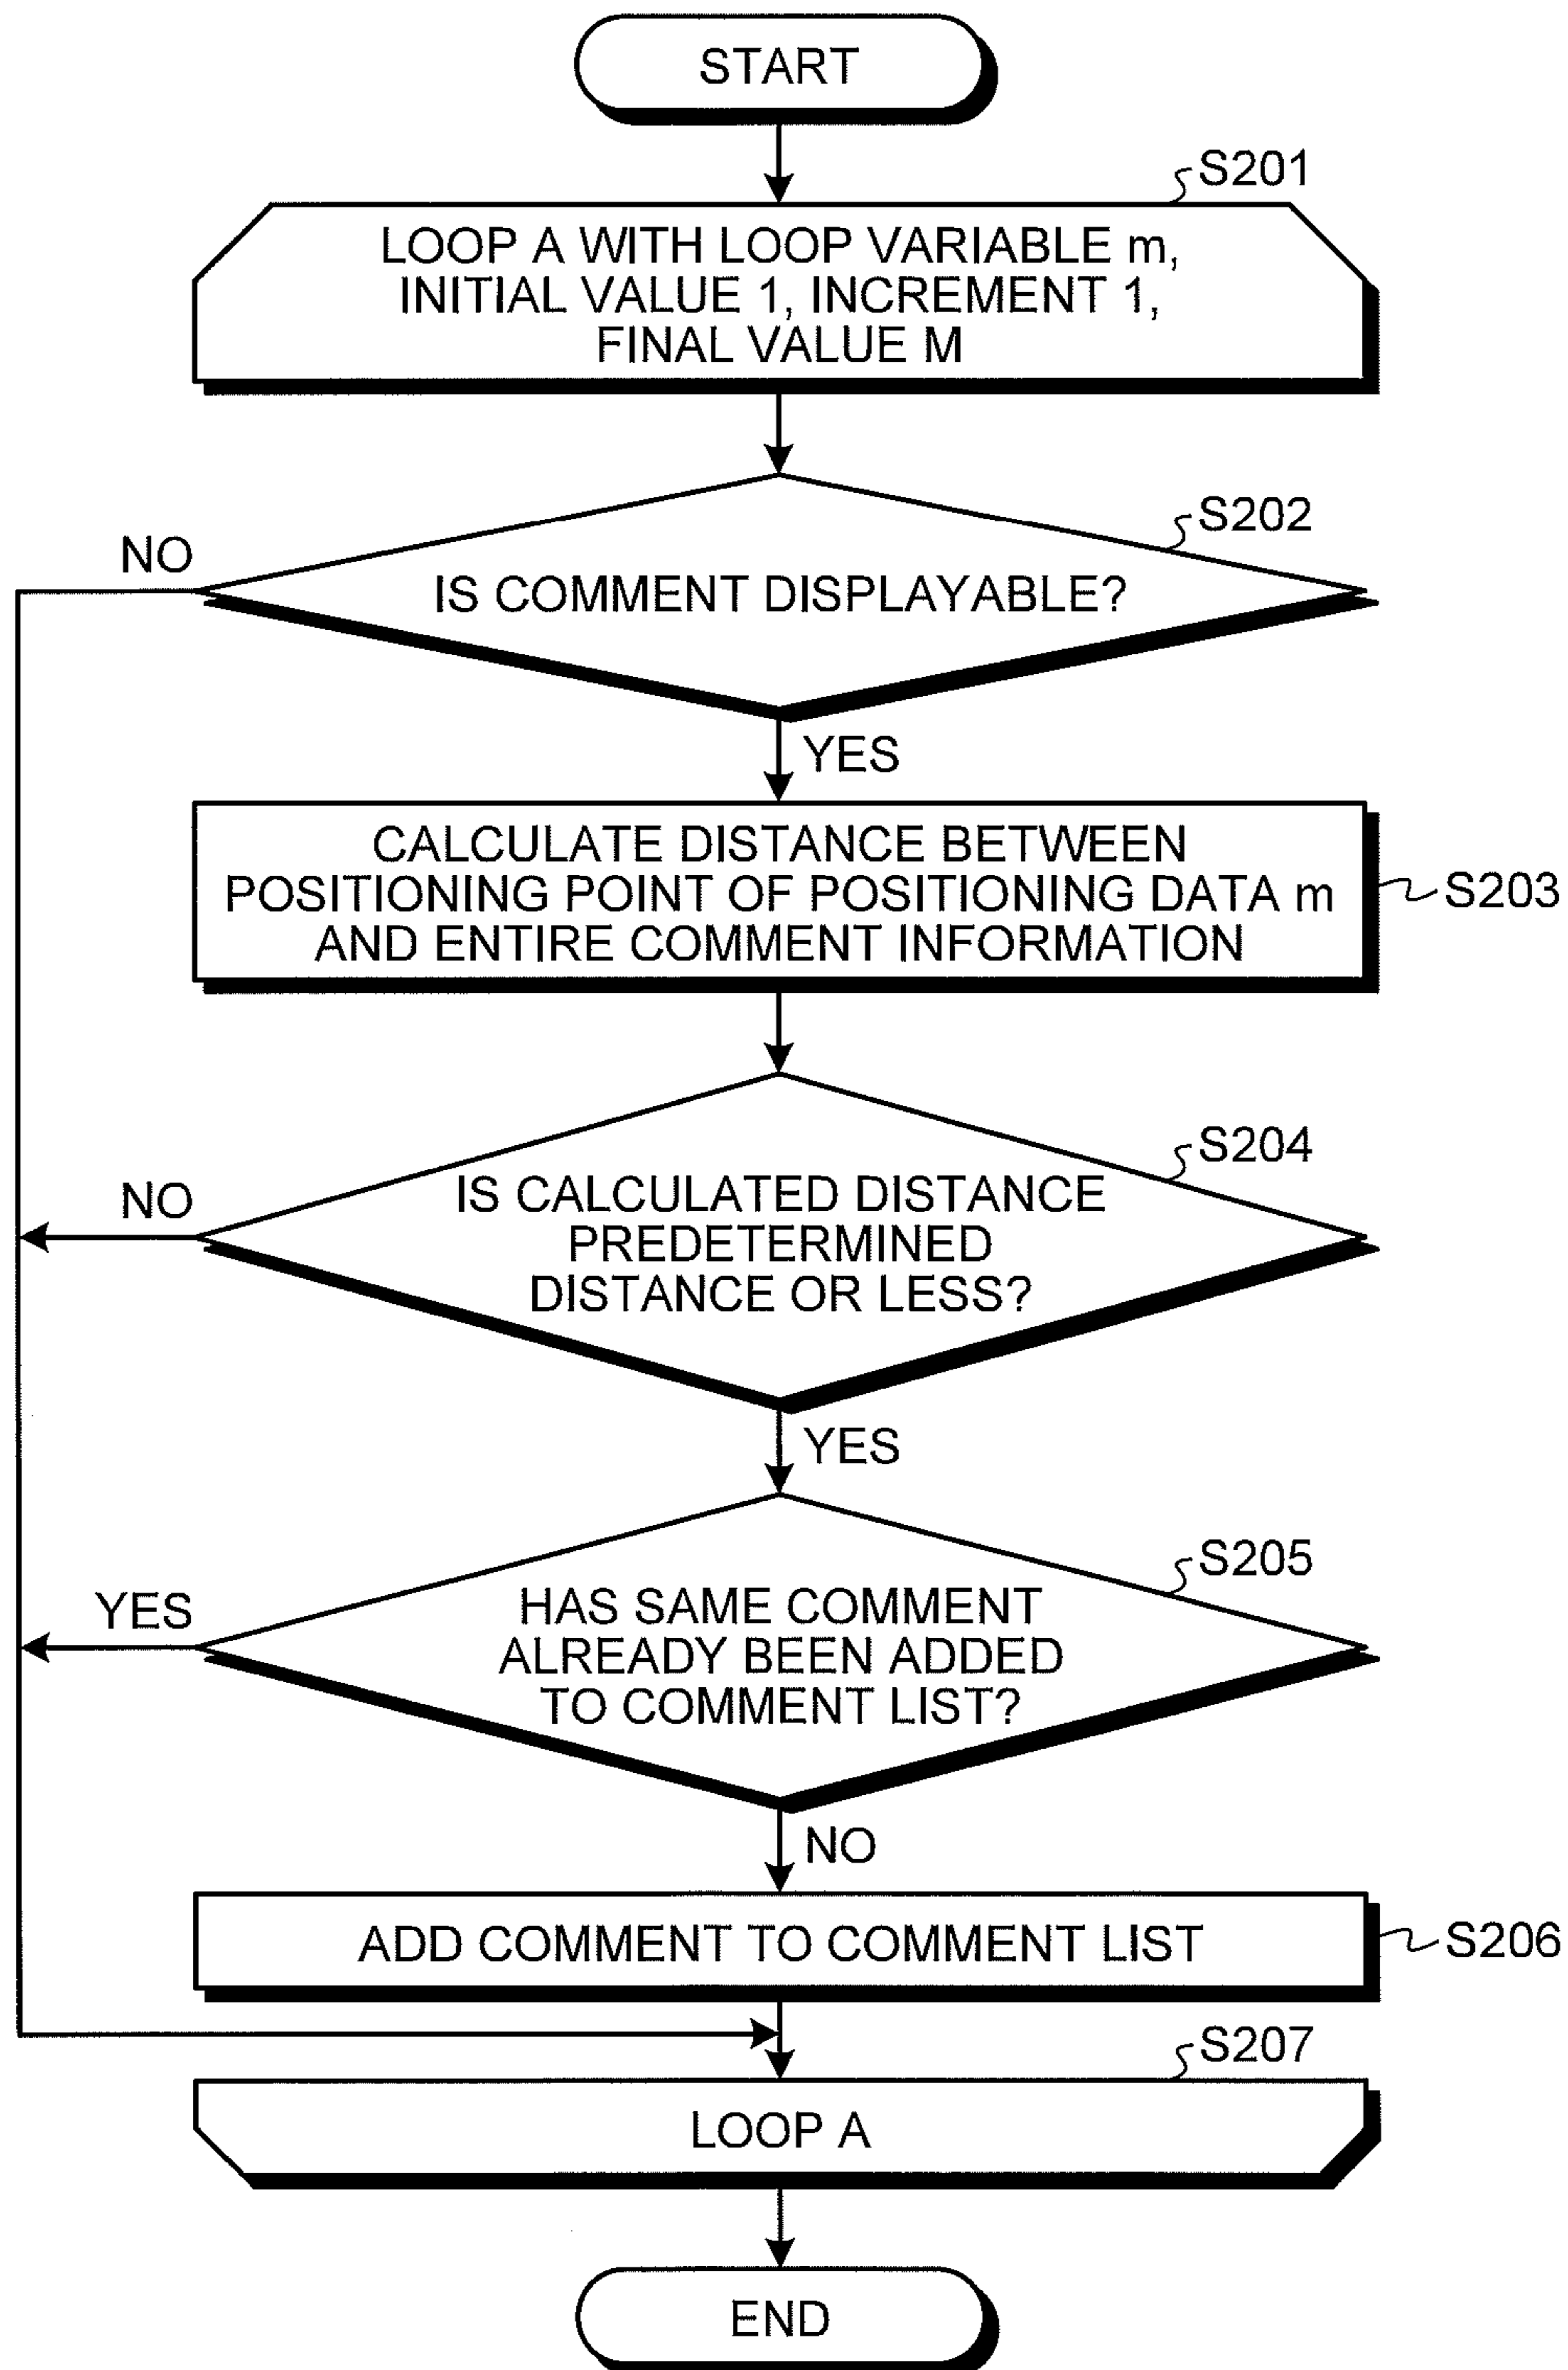 START
S201
LOOP A WITH LOOP VARIABLE m,
INITIAL VALUE 1, INCREMENT 1,
FINAL VALUE M
S202
NO
IS COMMENT DISPLAYABLE?
YES
CALCULATE DISTANCE BETWEEN
POSITIONING POINT OF POSITIONING DATA m
AND ENTIRE COMMENT INFORMATION
S203
S204
NO
IS CALCULATED DISTANCE
PREDETERMINED
DISTANCE OR LESS?
YES
S205
YES
HAS SAME COMMENT
ALREADY BEEN ADDED
TO COMMENT LIST?
NO
ADD COMMENT TO COMMENT LIST
S206
S207
LOOP A
END